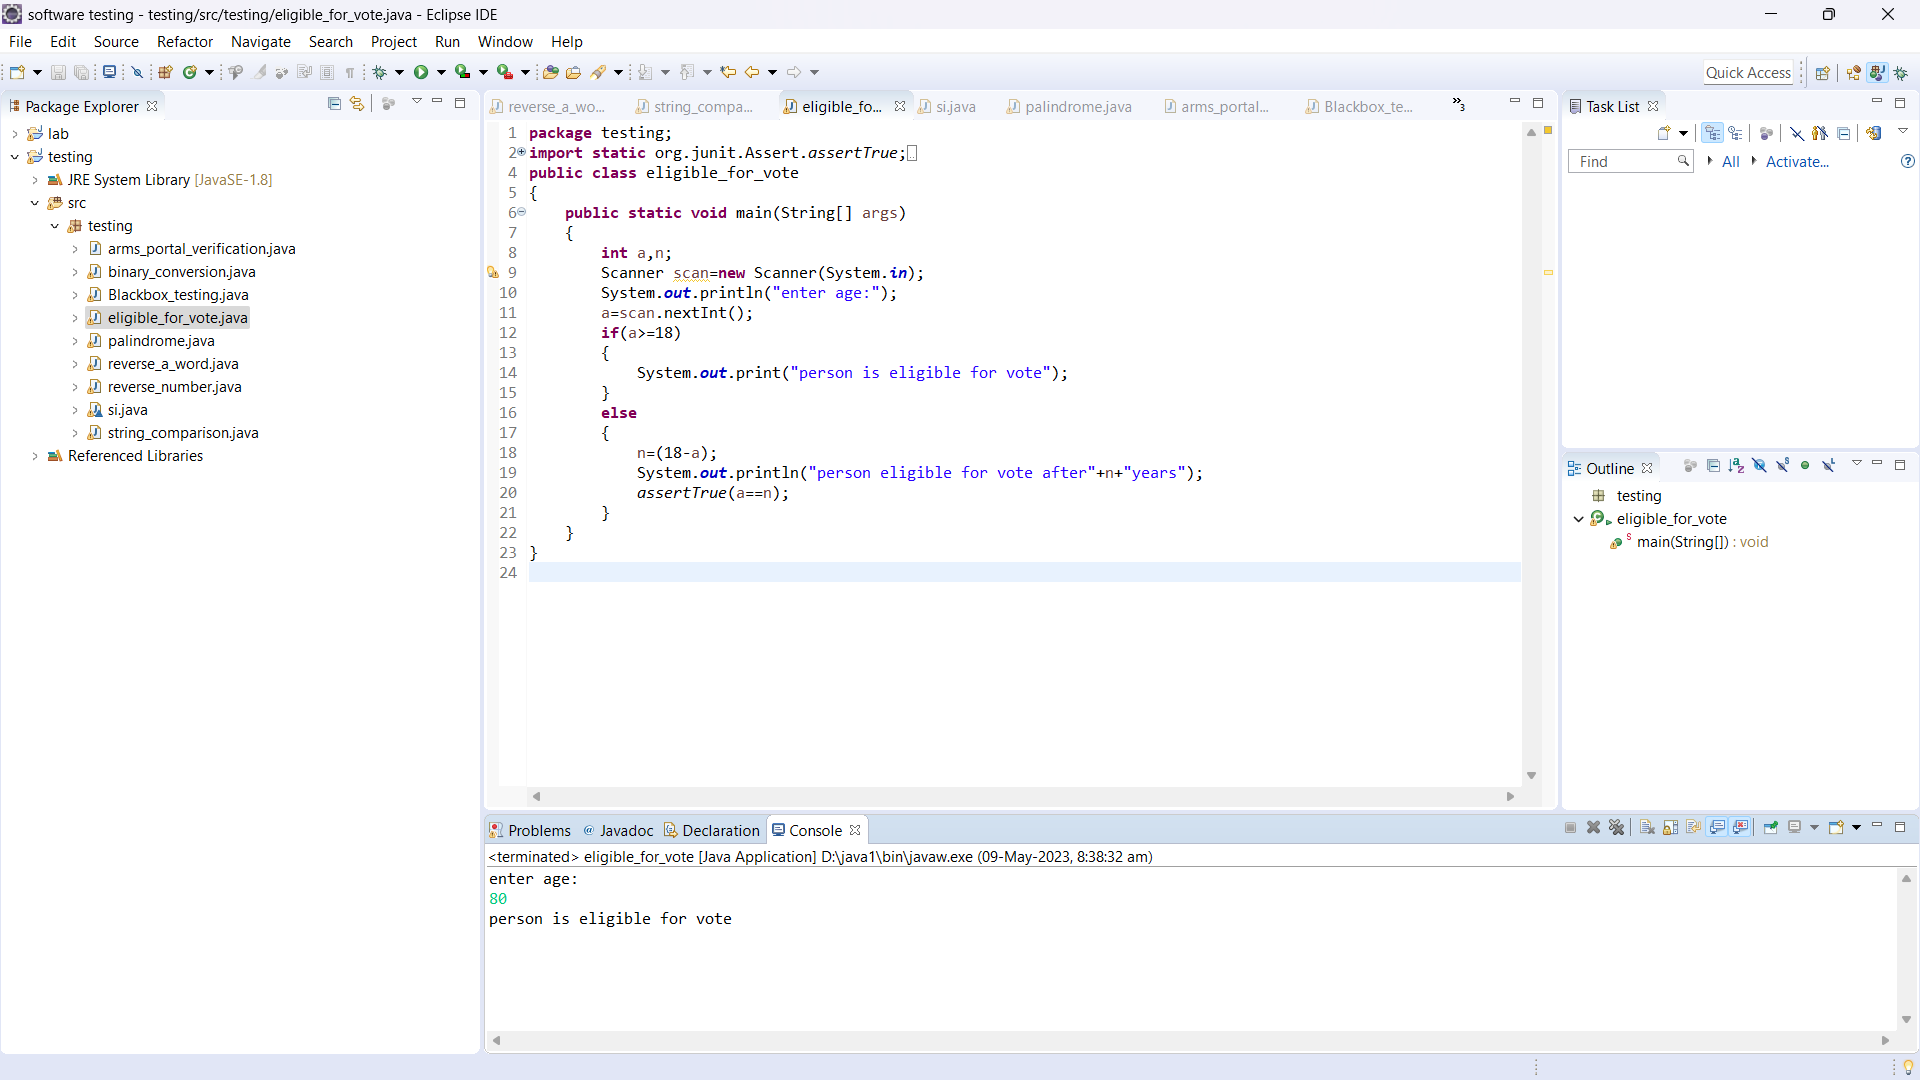 software testing - testing/src/testing/eligible_for_vote.java - Eclipse IDE
File Edit Source Refactor Navigate Search Project Run Window Help
Quick Access
Package Explorer
lab
testing
JRE System Library [JavaSE-1.8]
src
testing
arms_portal_verification.java
binary_conversion.java
Blackbox_testing.java
eligible_for_vote.java
palindrome.java
reverse_a_word.java
reverse_number.java
si.java
string_comparison.java
Referenced Libraries
reverse_a_wo... string_compa... eligible_fo... si.java palindrome.java arms_portal... Blackbox_te... »3
1 package testing;
2 import static org.junit.Assert.assertTrue;
4 public class eligible_for_vote
5 {
6 public static void main(String[] args)
7 {
8 int a,n;
9 Scanner scan=new Scanner(System.in);
10 System.out.println("enter age:");
11 a=scan.nextInt();
12 if(a>=18)
13 {
14 System.out.print("person is eligible for vote");
15 }
16 else
17 {
18 n=(18-a);
19 System.out.println("person eligible for vote after"+n+"years");
20 assertTrue(a==n);
21 }
22 }
23 }
24
Task List
Find All Activate...
Outline
testing
eligible_for_vote
main(String[]) : void
Problems @ Javadoc Declaration Console
<terminated> eligible_for_vote [Java Application] D:\java1\bin\javaw.exe (09-May-2023, 8:38:32 am)
enter age:
80
person is eligible for vote